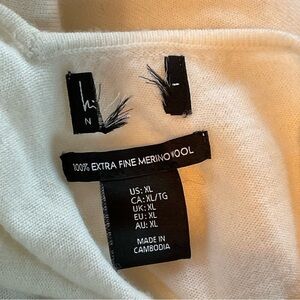 N
100% EXTRA FINE MERINO WOOL
US: XL
CA: XL/TG
UK: XL
EU: XL
AU: XL
MADE IN
CAMBODIA